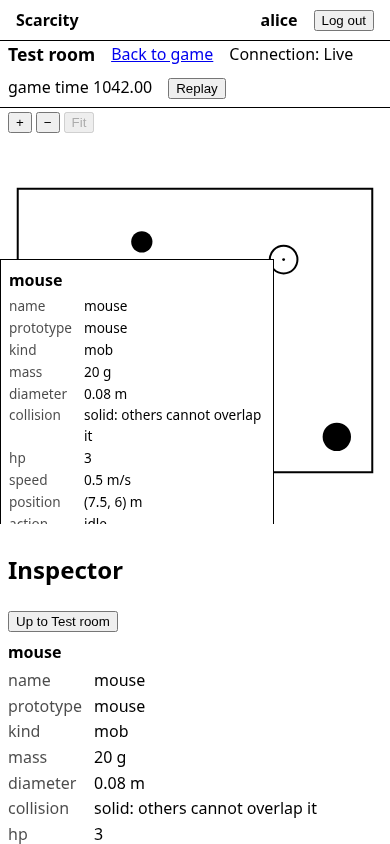 Scarcity alice Log out
Test room Back to game Connection: Live
game time 1042.00 Replay
+ − Fit
mouse
name mouse
prototype mouse
kind mob
mass 20 g
diameter 0.08 m
collision solid: others cannot overlap
it
hp 3
speed 0.5 m/s
position (7.5, 6) m
action idle
Inspector
Up to Test room
mouse
name mouse
prototype mouse
kind mob
mass 20 g
diameter 0.08 m
collision solid: others cannot overlap it
hp 3